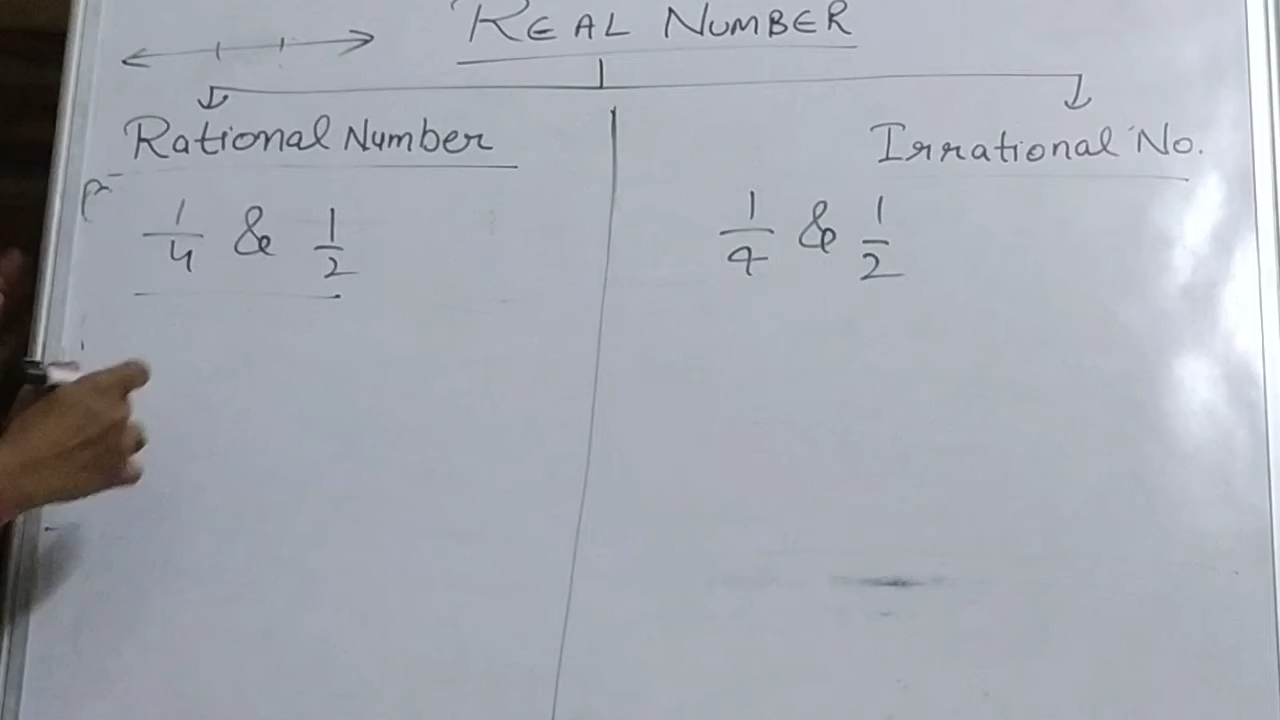 REAL NUMBER
Rational Number
Irrational No.
1/4 & 1/2
1/4 & 1/2